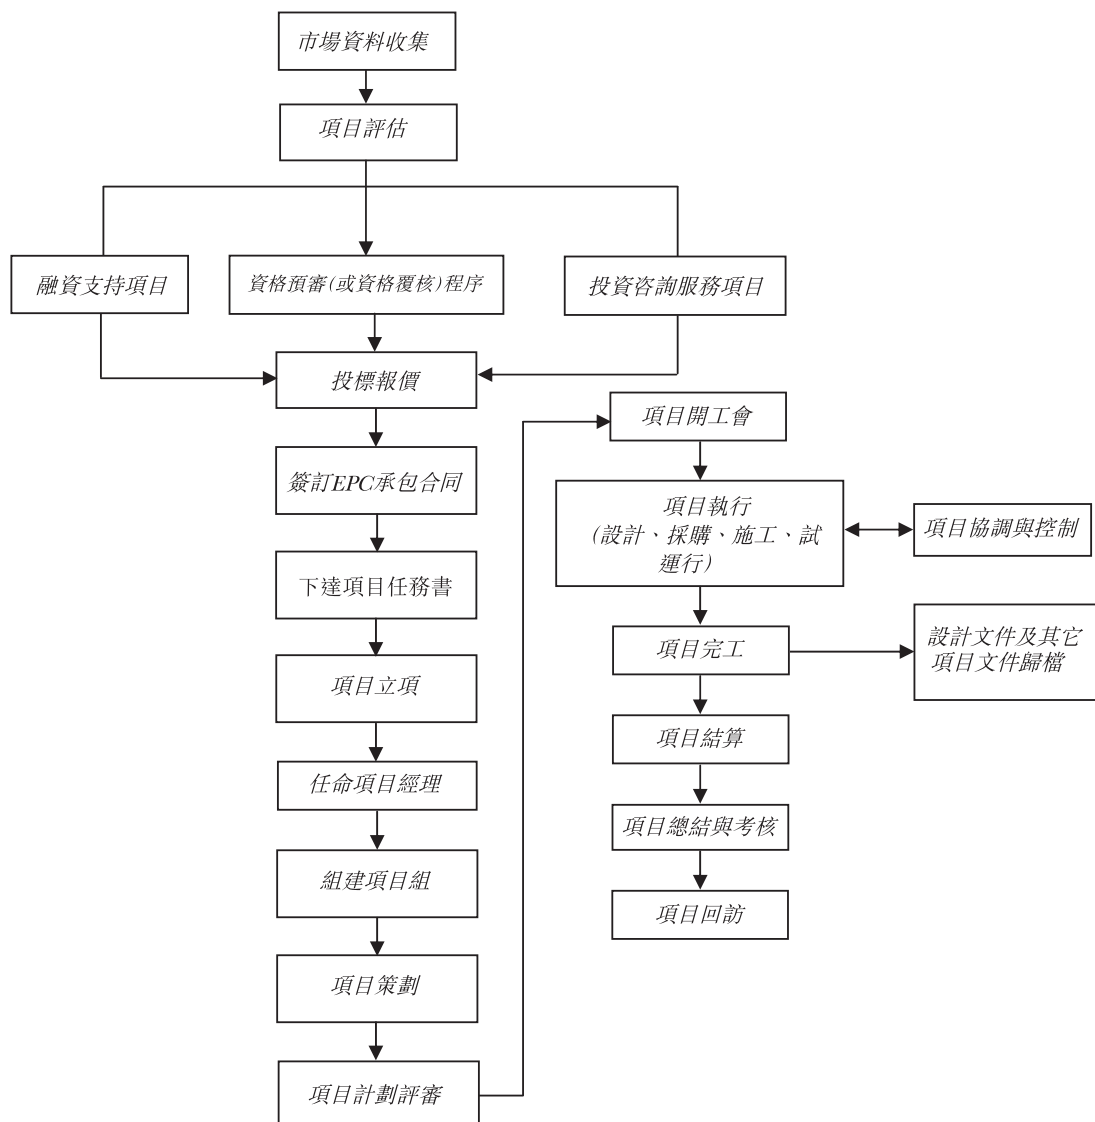 市場資料收集
項目評估
融資支持項目
資格預審(或資格覆核)程序
投資咨詢服務項目
投標報價
簽訂EPC承包合同
下達項目任務書
項目立項
任命項目經理
組建項目組
項目策劃
項目計劃評審
項目開工會
項目執行
(設計、採購、施工、試
運行)
項目協調與控制
項目完工
設計文件及其它
項目文件歸檔
項目結算
項目總結與考核
項目回訪